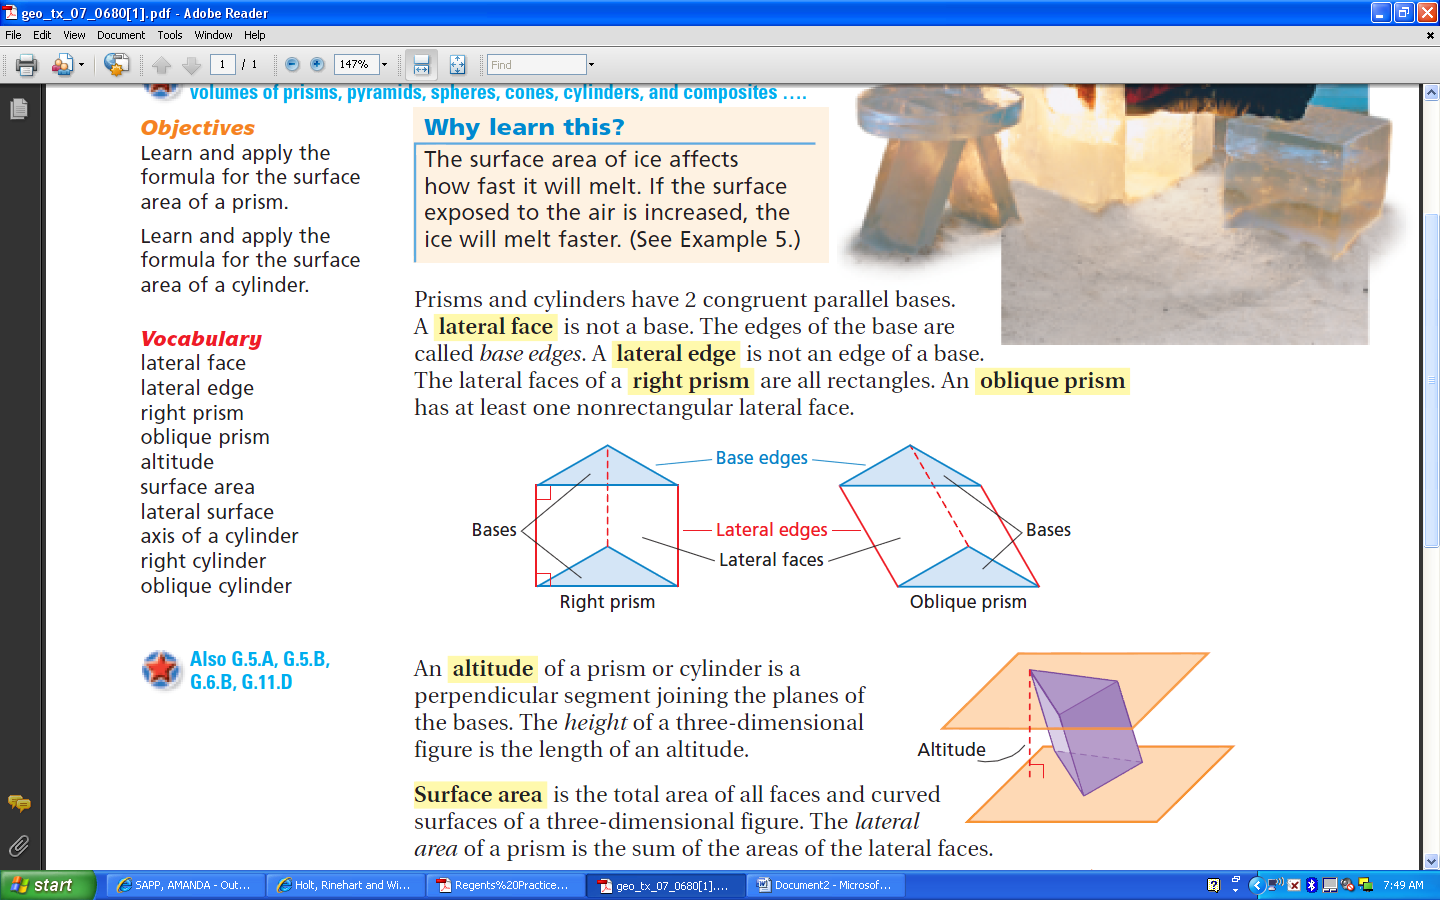 geo_tx_07_0680[1].pdf - Adobe Reader
File Edit View Document Tools Window Help
1 / 1 147% Find
volumes of prisms, pyramids, spheres, cones, cylinders, and composites ....
Objectives
Learn and apply the
formula for the surface
area of a prism.
Learn and apply the
formula for the surface
area of a cylinder.
Vocabulary
lateral face
lateral edge
right prism
oblique prism
altitude
surface area
lateral surface
axis of a cylinder
right cylinder
oblique cylinder
Also G.5.A, G.5.B,
G.6.B, G.11.D
Why learn this?
The surface area of ice affects
how fast it will melt. If the surface
exposed to the air is increased, the
ice will melt faster. (See Example 5.)
Prisms and cylinders have 2 congruent parallel bases.
A lateral face is not a base. The edges of the base are
called base edges. A lateral edge is not an edge of a base.
The lateral faces of a right prism are all rectangles. An oblique prism
has at least one nonrectangular lateral face.
Base edges
Bases
Lateral edges
Bases
Lateral faces
Right prism
Oblique prism
An altitude of a prism or cylinder is a
perpendicular segment joining the planes of
the bases. The height of a three-dimensional
figure is the length of an altitude.
Altitude
Surface area is the total area of all faces and curved
surfaces of a three-dimensional figure. The lateral
area of a prism is the sum of the areas of the lateral faces.
start SAPP, AMANDA - Out... Holt, Rinehart and Wi... Regents%20Practice... geo_tx_07_0680[1].... Document2 - Microsof... 7:49 AM